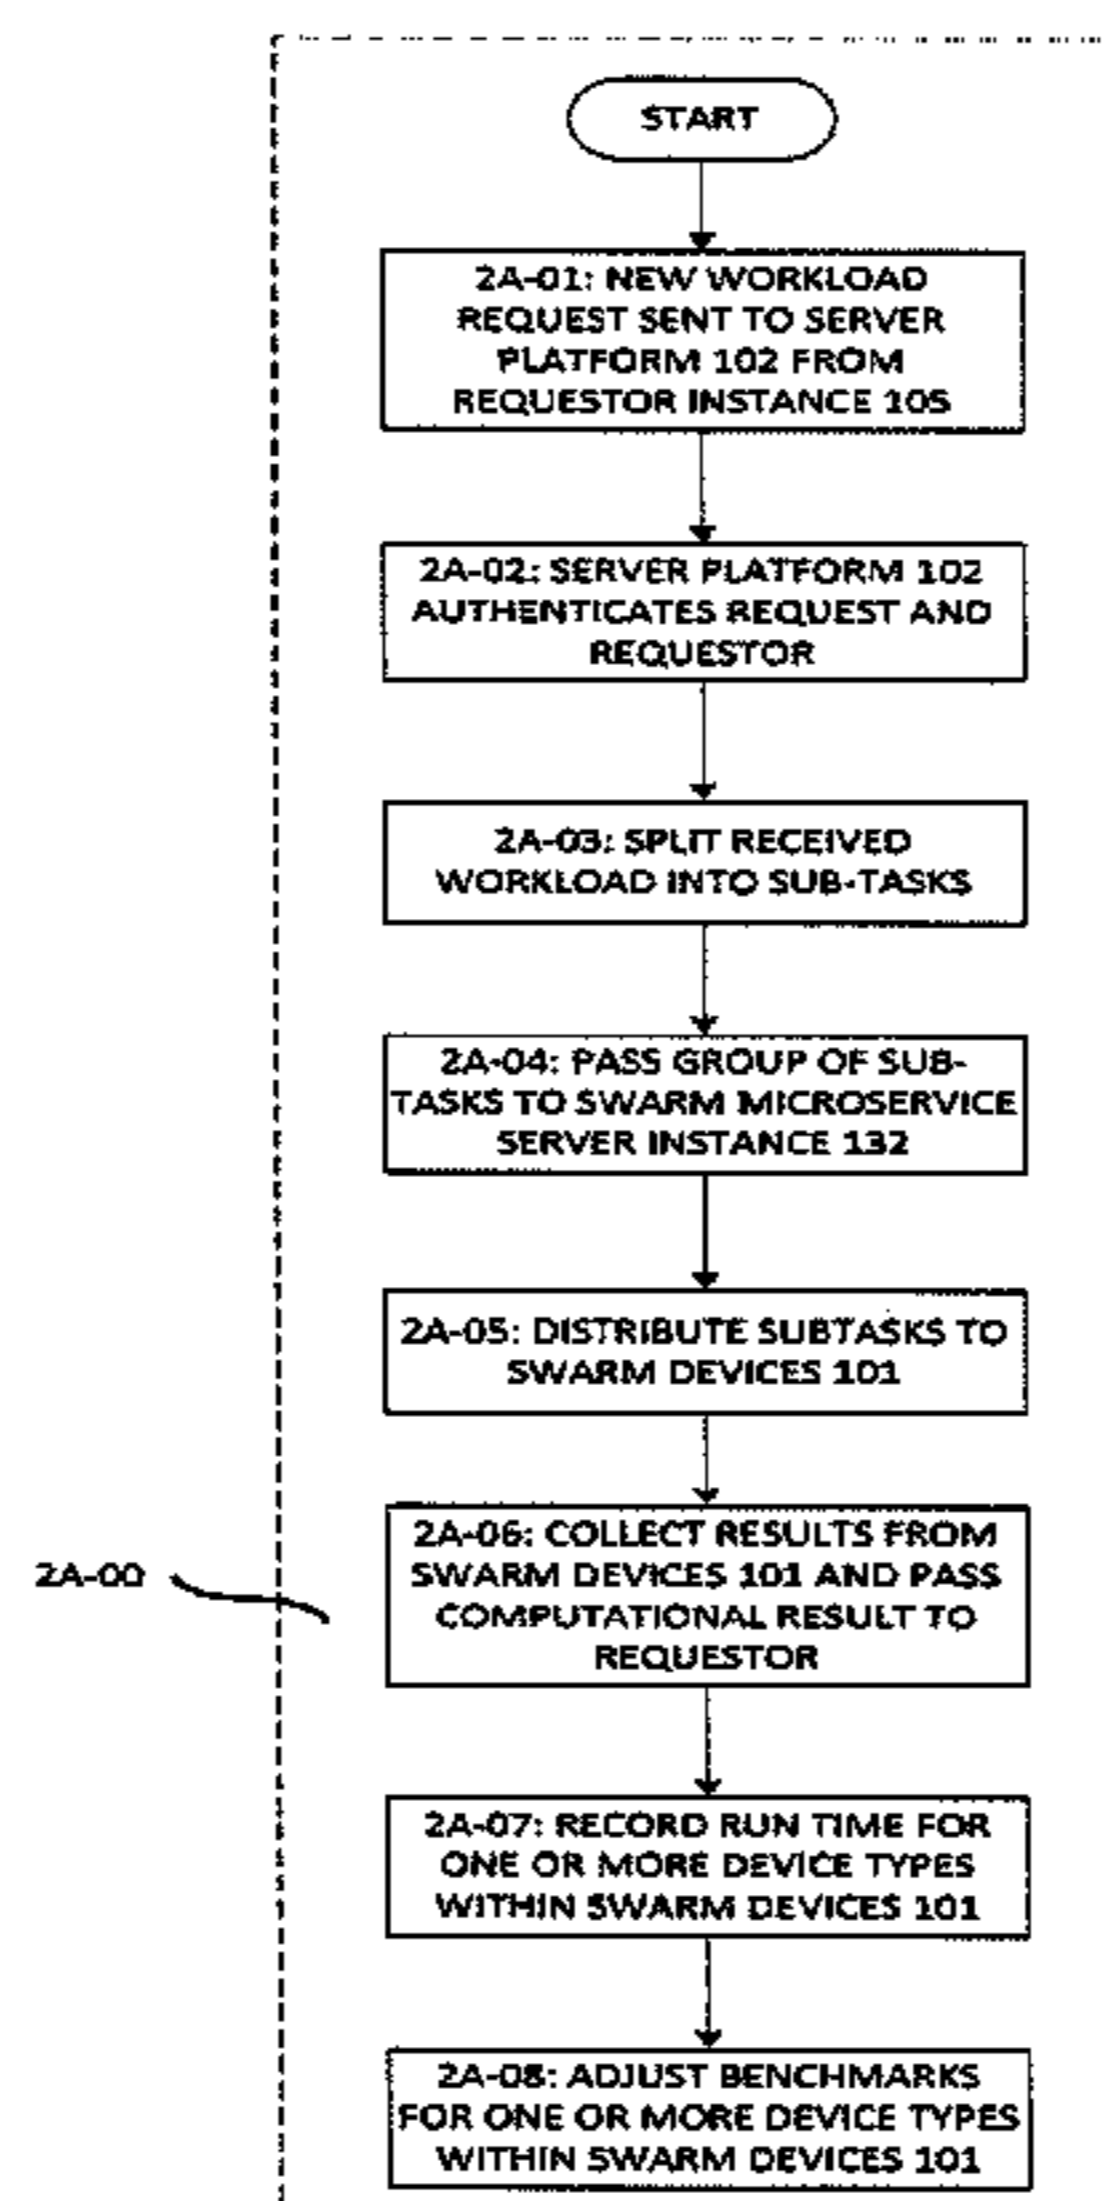 START
2A-01: NEW WORKLOAD
REQUEST SENT TO SERVER
PLATFORM 102 FROM
REQUESTOR INSTANCE 105
2A-02: SERVER PLATFORM 102
AUTHENTICATES REQUEST AND
REQUESTOR
2A-03: SPLIT RECEIVED
WORKLOAD INTO SUB-TASKS
2A-04: PASS GROUP OF SUB-
TASKS TO SWARM MICROSERVICE
SERVER INSTANCE 132
2A-05: DISTRIBUTE SUBTASKS TO
SWARM DEVICES 101
2A-06: COLLECT RESULTS FROM
SWARM DEVICES 101 AND PASS
COMPUTATIONAL RESULT TO
REQUESTOR
2A-00
2A-07: RECORD RUN TIME FOR
ONE OR MORE DEVICE TYPES
WITHIN SWARM DEVICES 101
2A-08: ADJUST BENCHMARKS
FOR ONE OR MORE DEVICE TYPES
WITHIN SWARM DEVICES 101